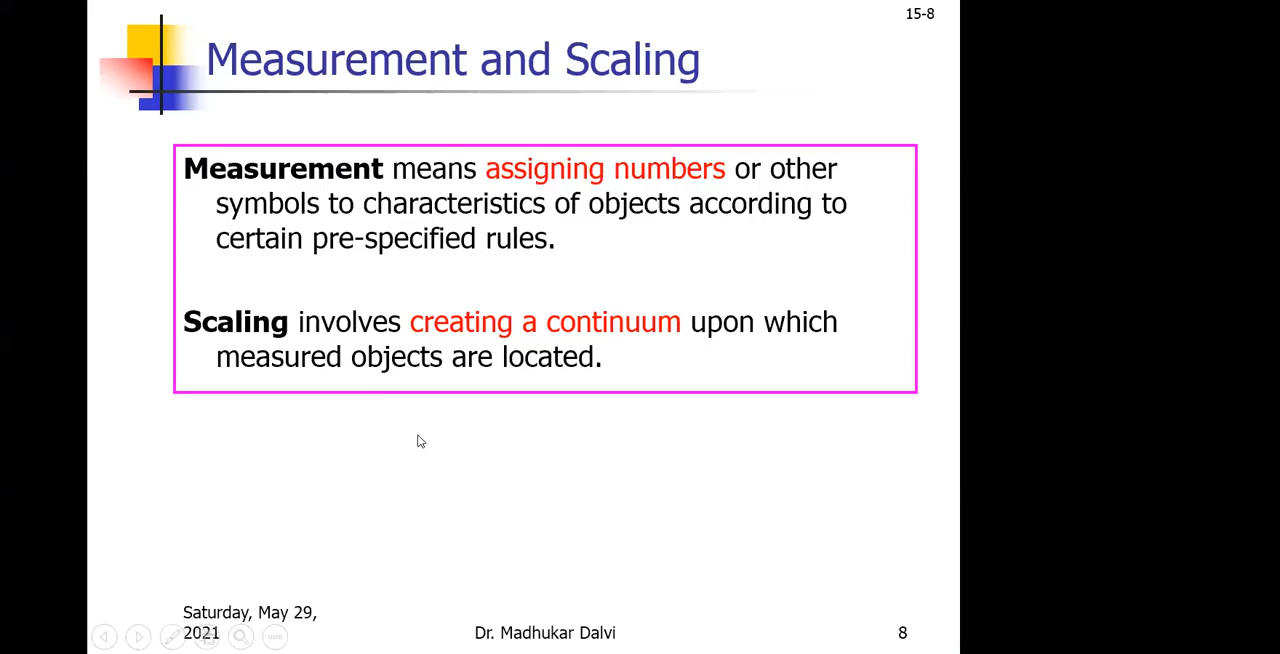 15-8
Measurement and Scaling
Measurement means assigning numbers or other
symbols to characteristics of objects according to
certain pre-specified rules.
Scaling involves creating a continuum upon which
measured objects are located.
Saturday, May 29,
2021
Dr. Madhukar Dalvi
8